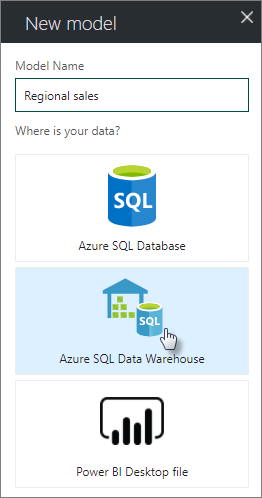 New model
Model Name
Regional sales
Where is your data?
SQL
Azure SQL Database
SQL
Azure SQL Data Warehouse
Power BI Desktop file